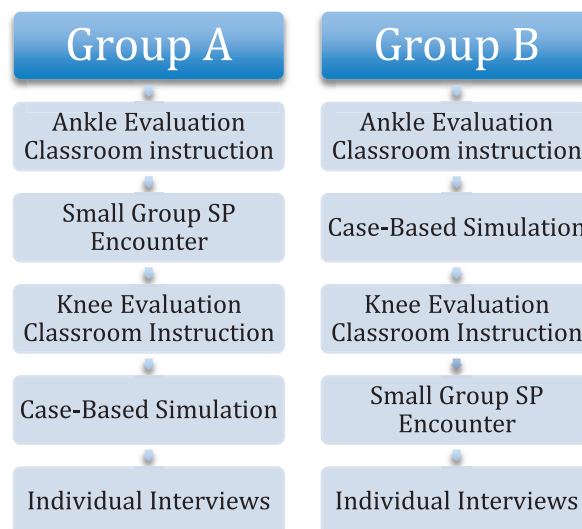 Group A
Ankle Evaluation
Classroom instruction
Small Group SP
Encounter
Knee Evaluation
Classroom Instruction
Case-Based Simulation
Individual Interviews
Group B
Ankle Evaluation
Classroom instruction
Case-Based Simulation
Knee Evaluation
Classroom Instruction
Small Group SP
Encounter
Individual Interviews